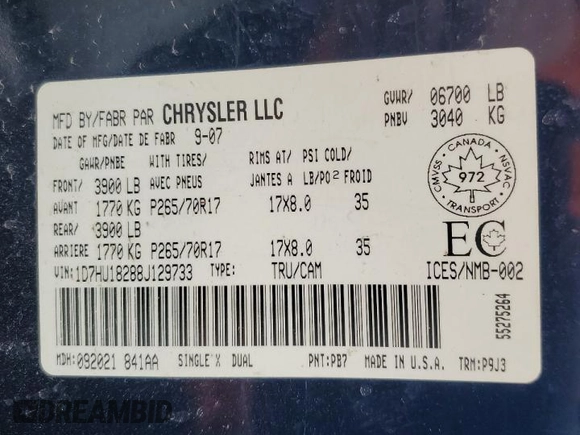 MFD BY/FABR PAR CHRYSLER LLC
GVWR/ 06700 LB
DATE OF MFG/DATE DE FABR 9-07
PNBV 3040 KG
GAWR/PNBE WITH TIRES/ RIMS AT/ PSI COLD/
FRONT/ 3900 LB AVEC PNEUS JANTES A LB/PO2 FROID
AVANT 1770 KG P265/70R17 17X8.0 35
REAR/ 3900 LB
ARRIERE 1770 KG P265/70R17 17X8.0 35
CANADA
CMVSS 972 NSVAC
TRANSPORT
EC
VIN: 1D7HU18288J129733 TYPE: TRU/CAM ICES/NMB-002
55275264
MDH: 092021 841AA SINGLE X DUAL PNT: PB7 MADE IN U.S.A. TRM: P9J3
DREAMBID